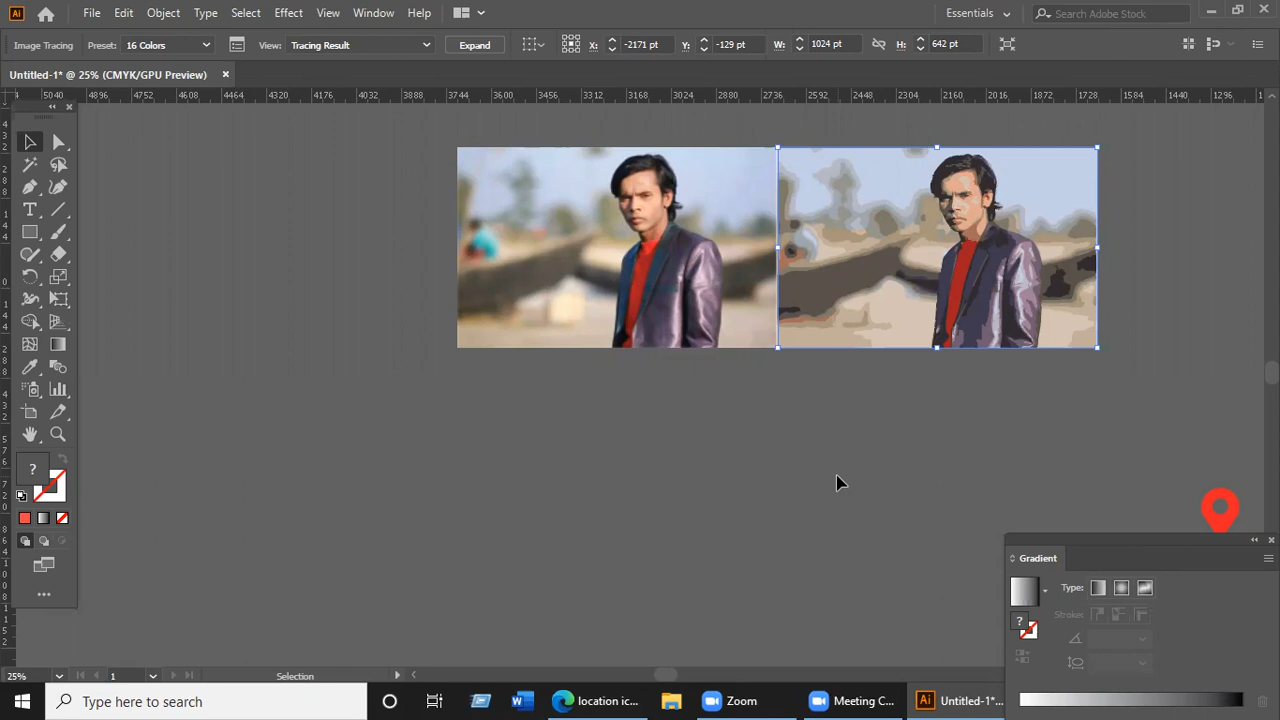 Ai File Edit Object Type Select Effect View Window Help Essentials Search Adobe Stock
Image Tracing Preset: 16 Colors View: Tracing Result Expand X: -2171 pt Y: -129 pt W: 1024 pt H: 642 pt
Untitled-1* @ 25% (CMYK/GPU Preview) ×
5040 4896 4752 4608 4464 4320 4176 4032 3888 3744 3600 3456 3312 3168 3024 2880 2736 2592 2448 2304 2160 2016 1872 1728 1584 1440 1296
?
Gradient
Type:
?
Stroke:
25% 1 Selection
Type here to search
location ic...
Zoom
Meeting C...
Ai Untitled-1*...